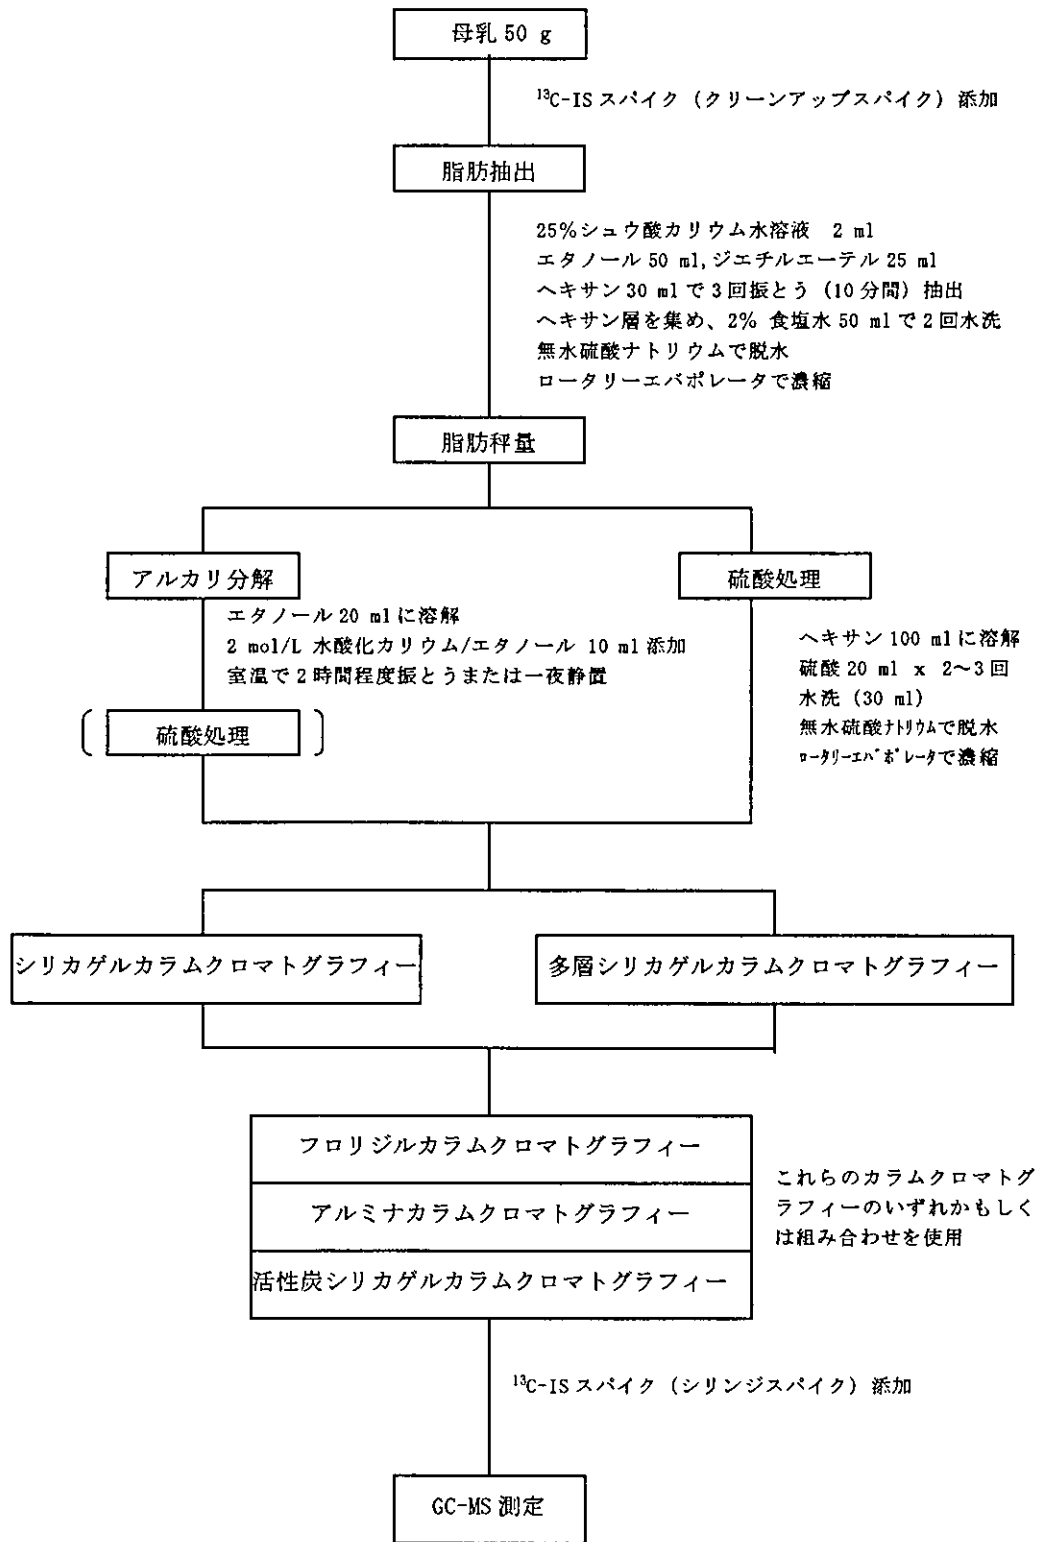 母乳 50 g
¹³C-IS スパイク (クリーンアップスパイク) 添加
脂肪抽出
25%シュウ酸カリウム水溶液 2 ml
エタノール 50 ml,ジエチルエーテル 25 ml
ヘキサン 30 ml で 3 回振とう (10 分間) 抽出
ヘキサン層を集め、2% 食塩水 50 ml で 2 回水洗
無水硫酸ナトリウムで脱水
ロータリーエバポレータで濃縮
脂肪秤量
アルカリ分解
エタノール 20 ml に溶解
2 mol/L 水酸化カリウム/エタノール 10 ml 添加
室温で 2 時間程度振とうまたは一夜静置
( 硫酸処理 )
硫酸処理
ヘキサン 100 ml に溶解
硫酸 20 ml x 2〜3 回
水洗 (30 ml)
無水硫酸ナトリウムで脱水
ロータリーエバポレータで濃縮
シリカゲルカラムクロマトグラフィー
多層シリカゲルカラムクロマトグラフィー
フロリジルカラムクロマトグラフィー
アルミナカラムクロマトグラフィー
活性炭シリカゲルカラムクロマトグラフィー
これらのカラムクロマトグ
ラフィーのいずれかもしく
は組み合わせを使用
¹³C-IS スパイク (シリンジスパイク) 添加
GC-MS 測定